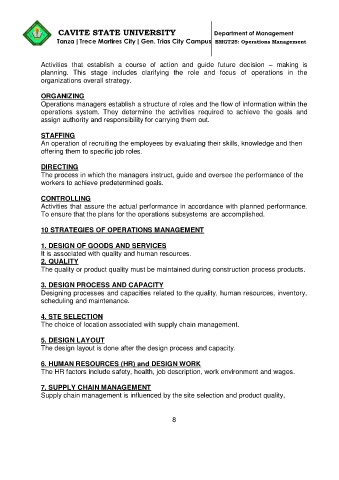 CAVITE STATE UNIVERSITY
Department of Management
Tanza | Trece Martires City | Gen. Trias City Campus
BMGT25: Operations Management
Activities that establish a course of action and guide future decision – making is
planning. This stage includes clarifying the role and focus of operations in the
organizations overall strategy.
ORGANIZING
Operations managers establish a structure of roles and the flow of information within the
operations system. They determine the activities required to achieve the goals and
assign authority and responsibility for carrying them out.
STAFFING
An operation of recruiting the employees by evaluating their skills, knowledge and then
offering them to specific job roles.
DIRECTING
The process in which the managers instruct, guide and oversee the performance of the
workers to achieve predetermined goals.
CONTROLLING
Activities that assure the actual performance in accordance with planned performance.
To ensure that the plans for the operations subsystems are accomplished.
10 STRATEGIES OF OPERATIONS MANAGEMENT
1. DESIGN OF GOODS AND SERVICES
It is associated with quality and human resources.
2. QUALITY
The quality or product quality must be maintained during construction process products.
3. DESIGN PROCESS AND CAPACITY
Designing processes and capacities related to the quality, human resources, inventory,
scheduling and maintenance.
4. STE SELECTION
The choice of location associated with supply chain management.
5. DESIGN LAYOUT
The design layout is done after the design process and capacity.
6. HUMAN RESOURCES (HR) and DESIGN WORK
The HR factors include safety, health, job description, work environment and wages.
7. SUPPLY CHAIN MANAGEMENT
Supply chain management is influenced by the site selection and product quality,
8